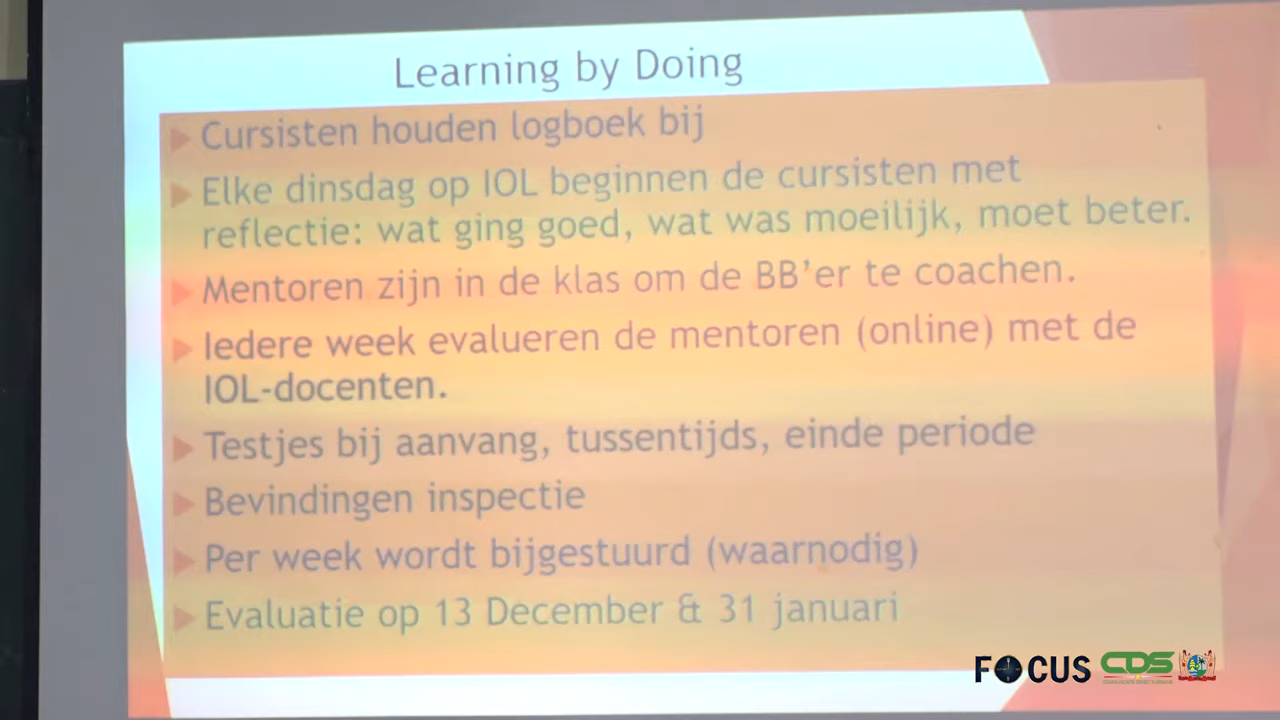 Learning by Doing
Cursisten houden logboek bij
Elke dinsdag op IOL beginnen de cursisten met
reflectie: wat ging goed, wat was moeilijk, moet beter.
Mentoren zijn in de klas om de BB'er te coachen.
Iedere week evalueren de mentoren (online) met de
IOL-docenten.
Testjes bij aanvang, tussentijds, einde periode
Bevindingen inspectie
Per week wordt bijgestuurd (waarnodig)
Evaluatie op 13 December & 31 januari
FOCUS CDS